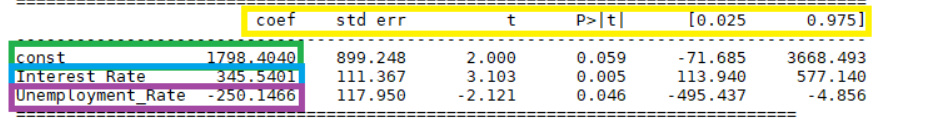 coef std err t P>|t| [0.025 0.975]
const 1798.4040 899.248 2.000 0.059 -71.685 3668.493
Interest_Rate 345.5401 111.367 3.103 0.005 113.940 577.140
Unemployment_Rate -250.1466 117.950 -2.121 0.046 -495.437 -4.856